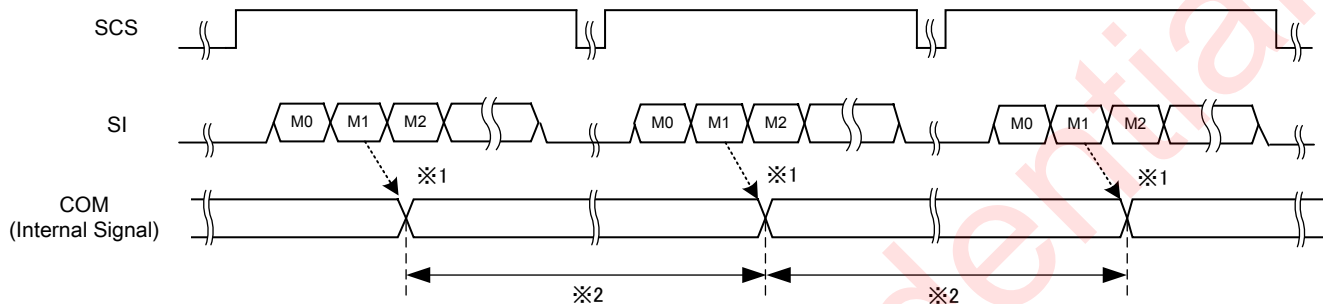 SCS
SI
M0 M1 M2 M0 M1 M2 M0 M1 M2
※1 ※1 ※1
COM
(Internal Signal)
※2 ※2